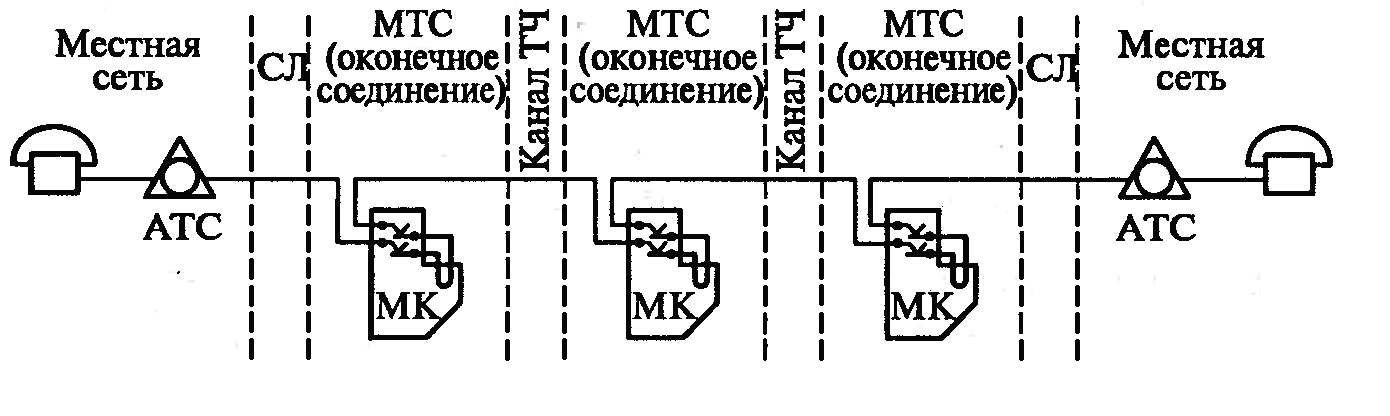 Местная
сеть
СЛ
МТС
(оконечное
соединение)
Канал ТЧ
МТС
(оконечное
соединение)
Канал ТЧ
МТС
(оконечное
соединение)
СЛ
Местная
сеть
АТС
МК
МК
МК
АТС